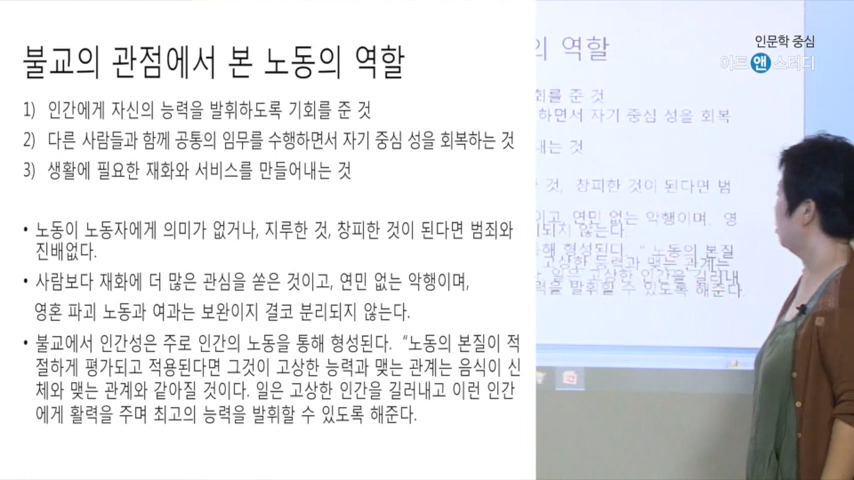 불교의 관점에서 본 노동의 역할
1) 인간에게 자신의 능력을 발휘하도록 기회를 준 것
2) 다른 사람들과 함께 공통의 임무를 수행하면서 자기 중심 성을 회복하는 것
3) 생활에 필요한 재화와 서비스를 만들어내는 것
• 노동이 노동자에게 의미가 없거나, 지루한 것, 창피한 것이 된다면 범죄와
진배없다.
• 사람보다 재화에 더 많은 관심을 쏟은 것이고, 연민 없는 악행이며,
영혼 파괴 노동과 여과는 보완이지 결코 분리되지 않는다.
• 불교에서 인간성은 주로 인간의 노동을 통해 형성된다. “노동의 본질이 적
절하게 평가되고 적용된다면 그것이 고상한 능력과 맺는 관계는 음식이 신
체와 맺는 관계와 같아질 것이다. 일은 고상한 인간을 길러내고 이런 인간
에게 활력을 주며 최고의 능력을 발휘할 수 있도록 해준다.
인문학 중심
아트앤스터디
의 역할
회를 준 것
하면서 자기 중심 성을 회복
내는 것
한 것, 창피한 것이 된다면 범
이고, 연민 없는 악행이며. 영
되지 않는다
해 형성된다. “ 노동의 본질
고상한 능력과 맺는 관계는
일은 고상한 인간을 길러내
력을 발휘할 수 있도록 해준다.